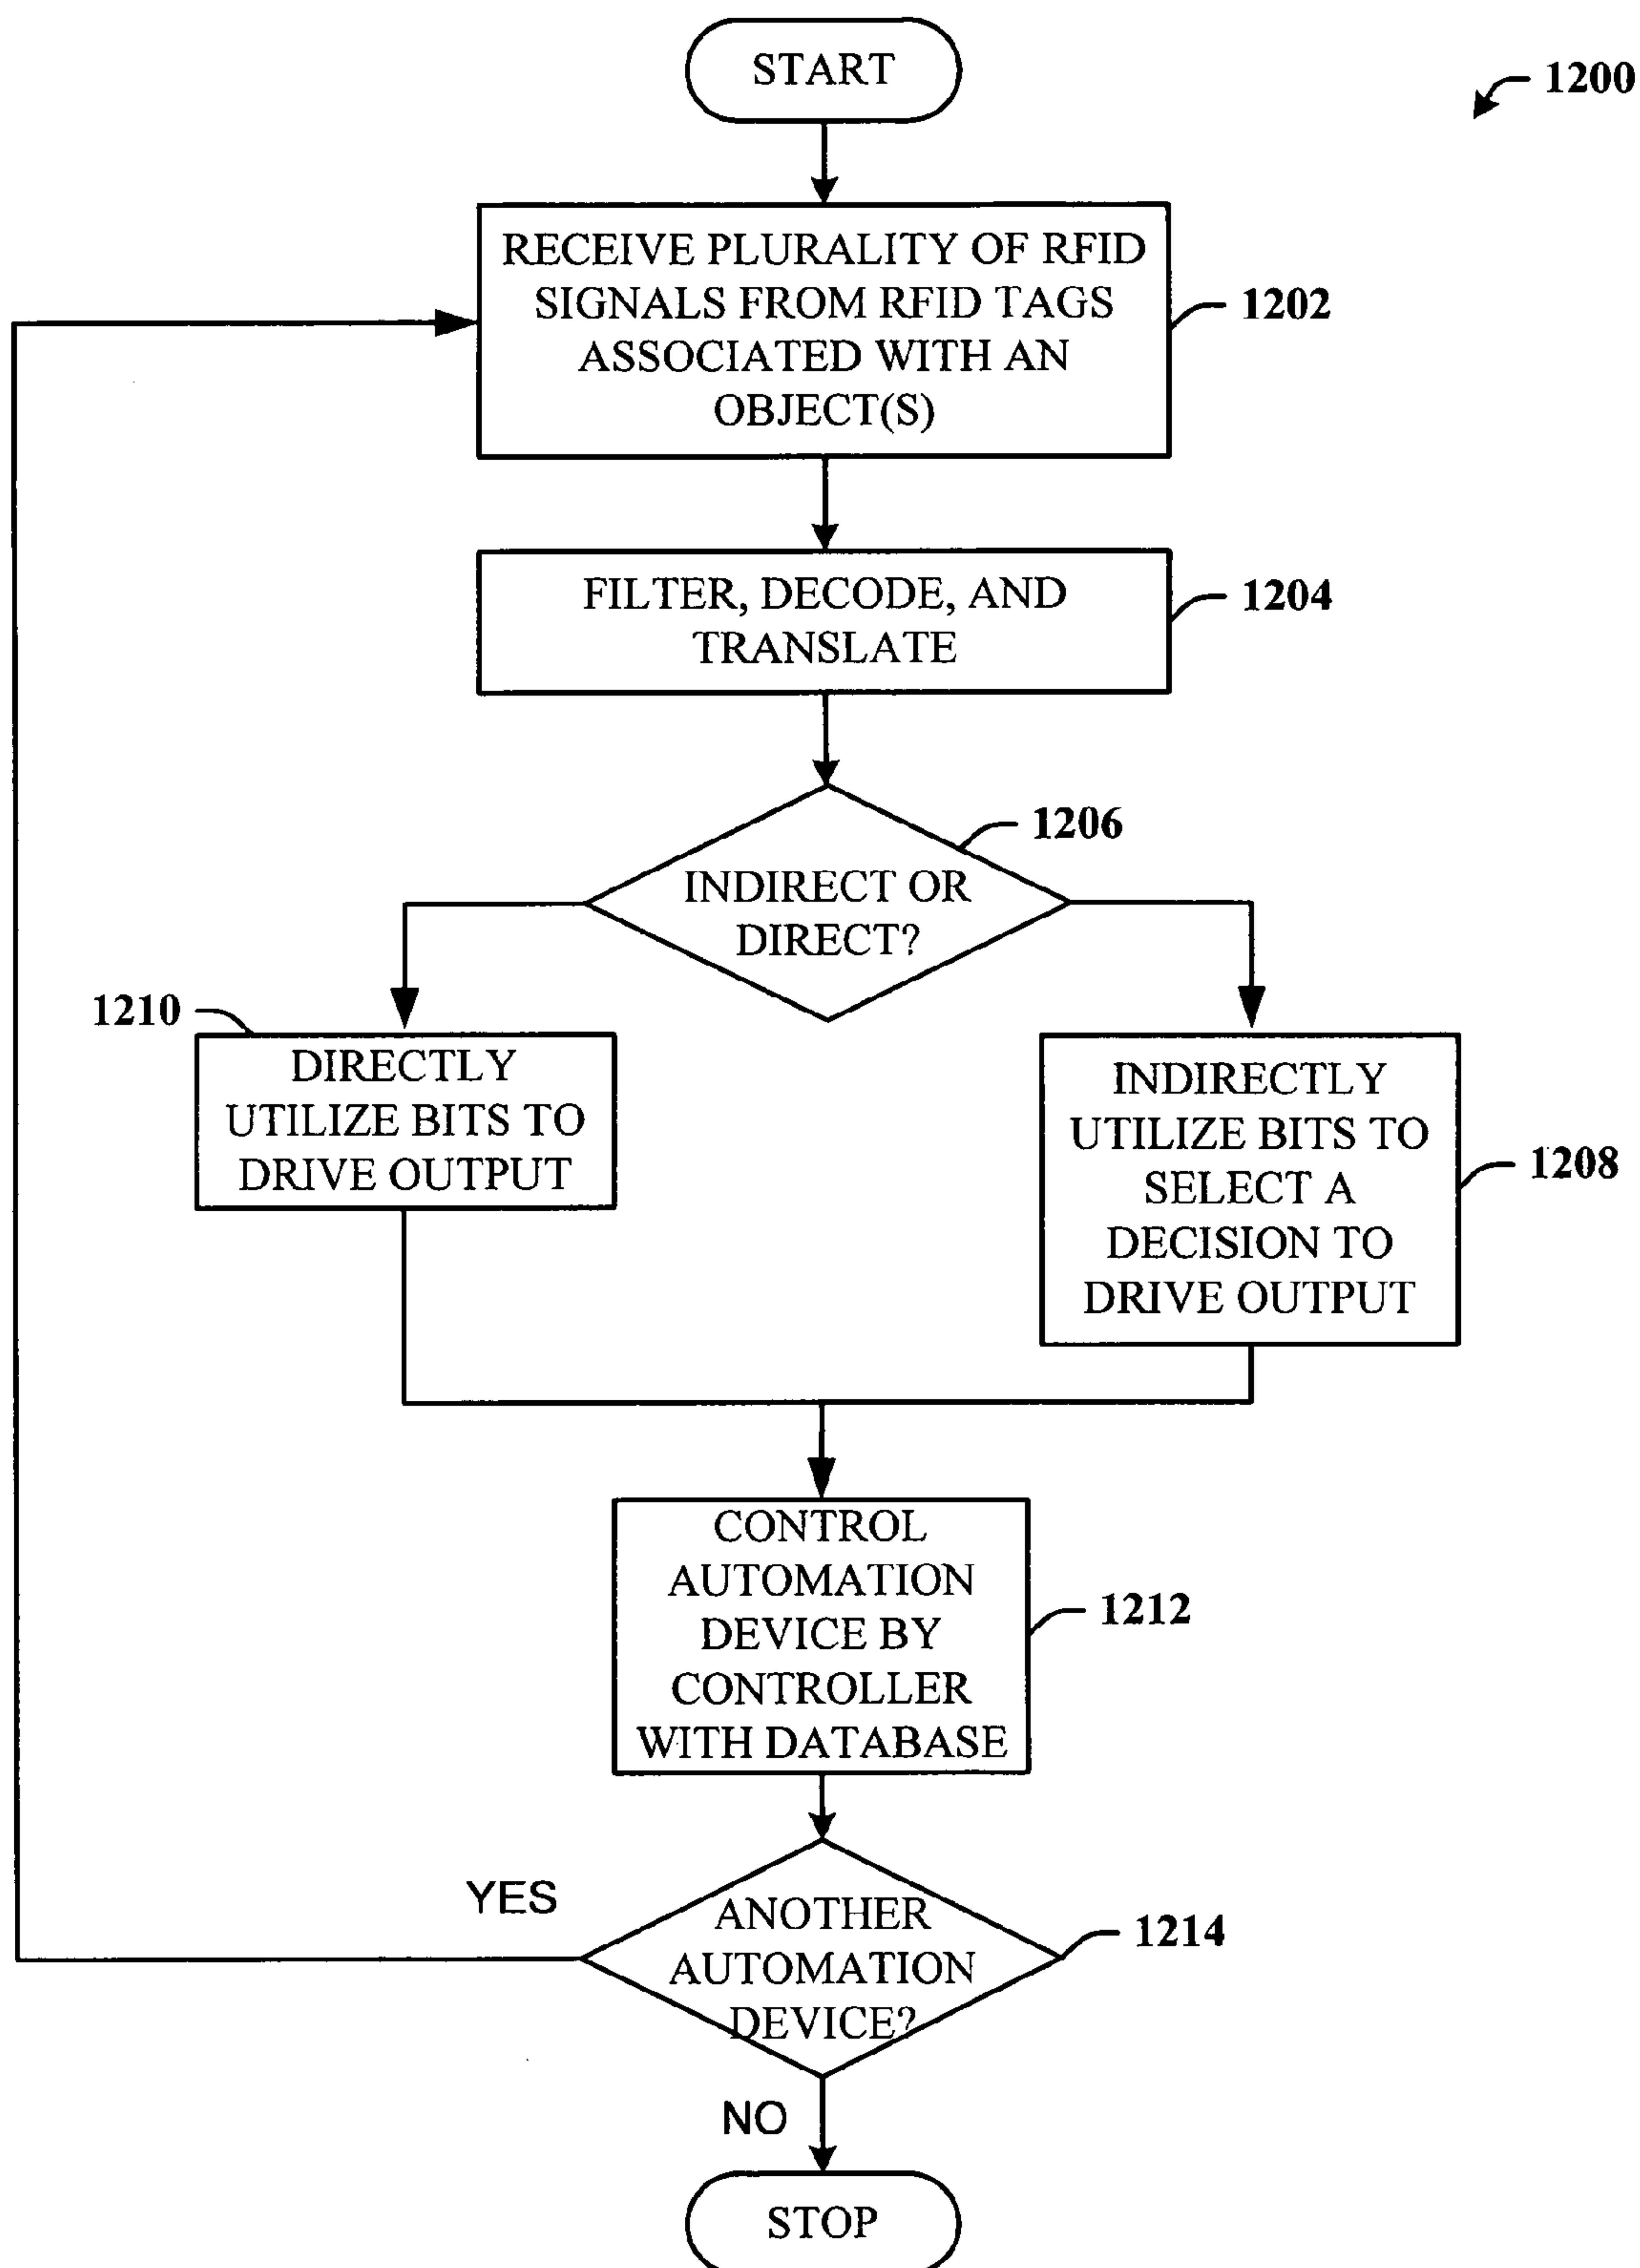 START
1200
RECEIVE PLURALITY OF RFID
SIGNALS FROM RFID TAGS
ASSOCIATED WITH AN
OBJECT(S)
1202
FILTER, DECODE, AND
TRANSLATE
1204
1206
INDIRECT OR
DIRECT?
1210
DIRECTLY
UTILIZE BITS TO
DRIVE OUTPUT
INDIRECTLY
UTILIZE BITS TO
SELECT A
DECISION TO
DRIVE OUTPUT
1208
CONTROL
AUTOMATION
DEVICE BY
CONTROLLER
WITH DATABASE
1212
YES
ANOTHER
AUTOMATION
DEVICE?
1214
NO
STOP